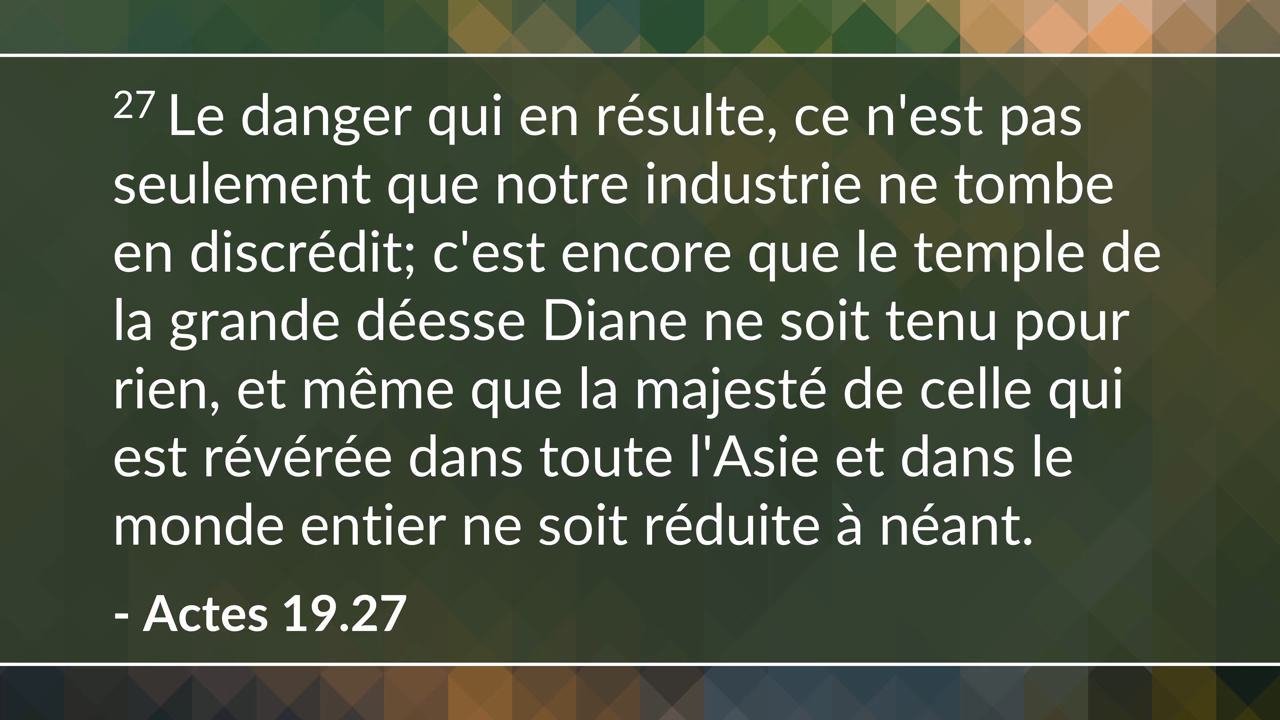 27 Le danger qui en résulte, ce n'est pas
seulement que notre industrie ne tombe
en discrédit; c'est encore que le temple de
la grande déesse Diane ne soit tenu pour
rien, et même que la majesté de celle qui
est révérée dans toute l'Asie et dans le
monde entier ne soit réduite à néant.
- Actes 19.27